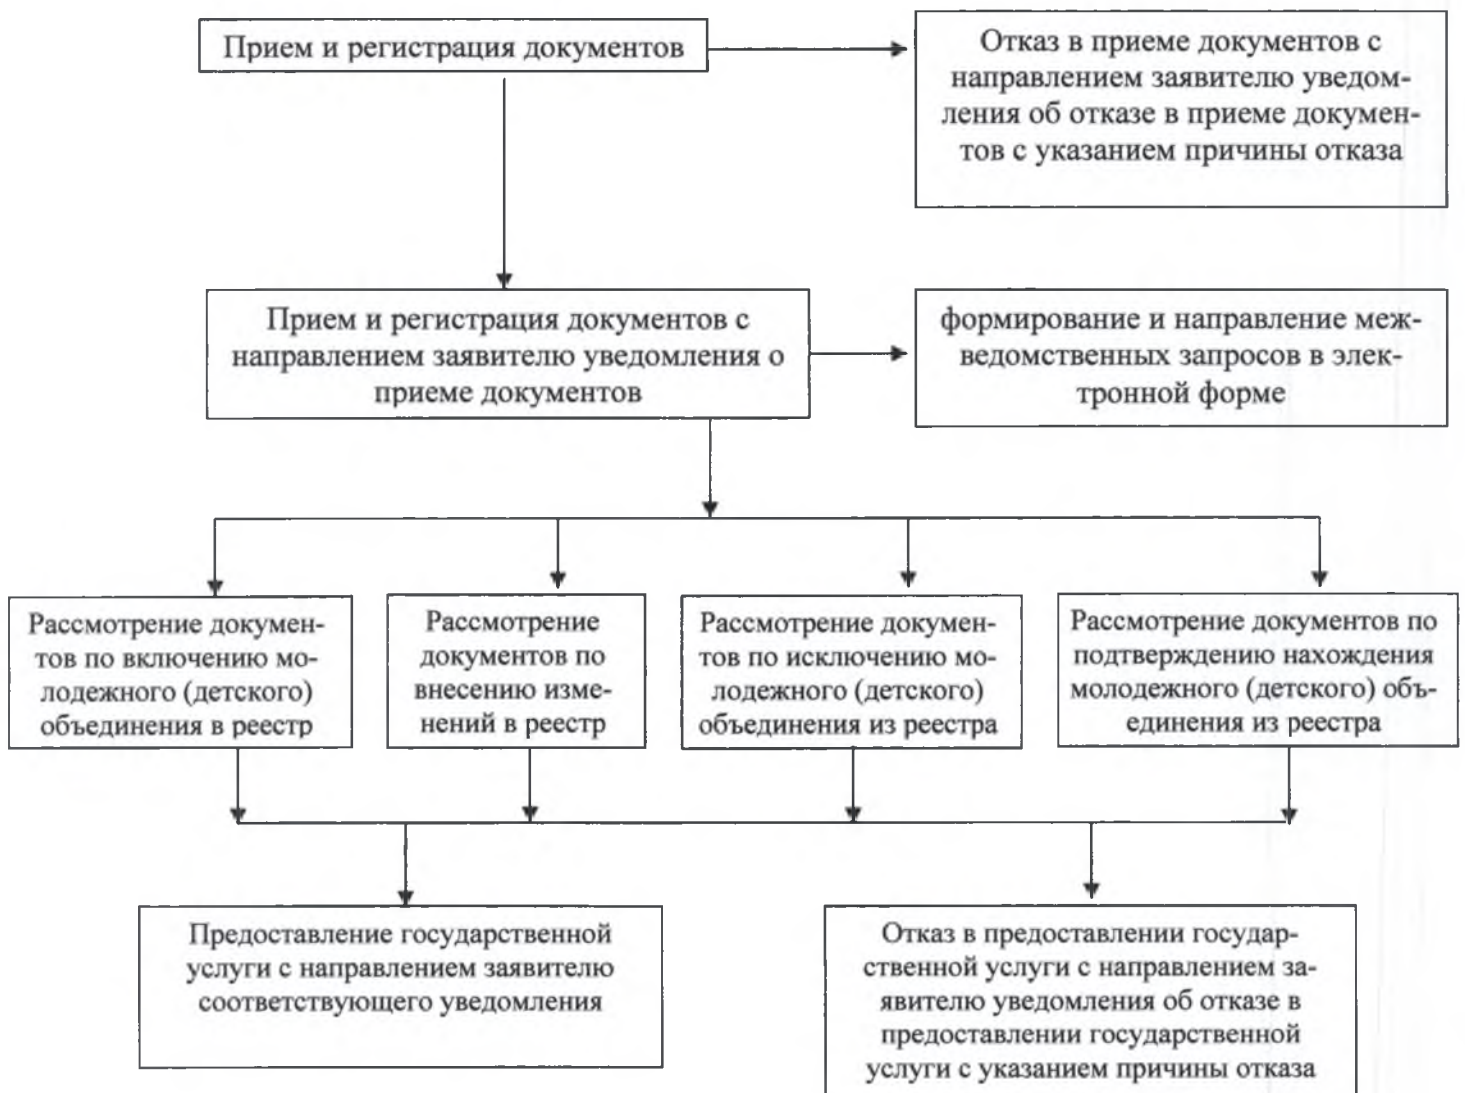 Прием и регистрация документов
Отказ в приеме документов с
направлением заявителю уведом-
ления об отказе в приеме докумен-
тов с указанием причины отказа
Прием и регистрация документов с
направлением заявителю уведомления о
приеме документов
формирование и направление меж-
ведомственных запросов в элек-
тронной форме
Рассмотрение докумен-
тов по включению мо-
лодежного (детского)
объединения в реестр
Рассмотрение
документов по
внесению изме-
нений в реестр
Рассмотрение докумен-
тов по исключению мо-
лодежного (детского)
объединения из реестра
Рассмотрение документов по
подтверждению нахождения
молодежного (детского) объ-
единения из реестра
Предоставление государственной
услуги с направлением заявителю
соответствующего уведомления
Отказ в предоставлении государ-
ственной услуги с направлением за-
явителю уведомления об отказе в
предоставлении государственной
услуги с указанием причины отказа